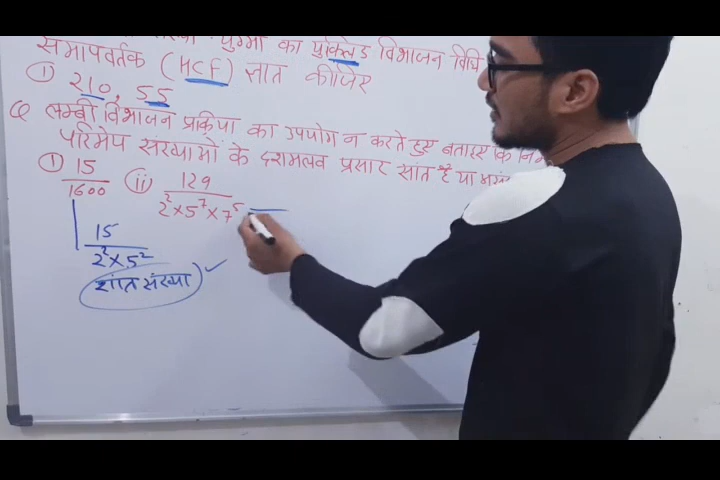 संख्या युग्मों का युक्लिड विभाजन विधि
समापवर्तक (HCF) ज्ञात कीजिए
① 210, 55
Q लम्बी विभाजन प्रक्रिया का उपयोग न करते हुए बताइए कि
परिमेय संख्यामों के दशमलव प्रसार सांत है या
① 15/1600 ⑪ 129/2²×5⁷×7⁵
15/2²×5²
शांत संख्या ✓